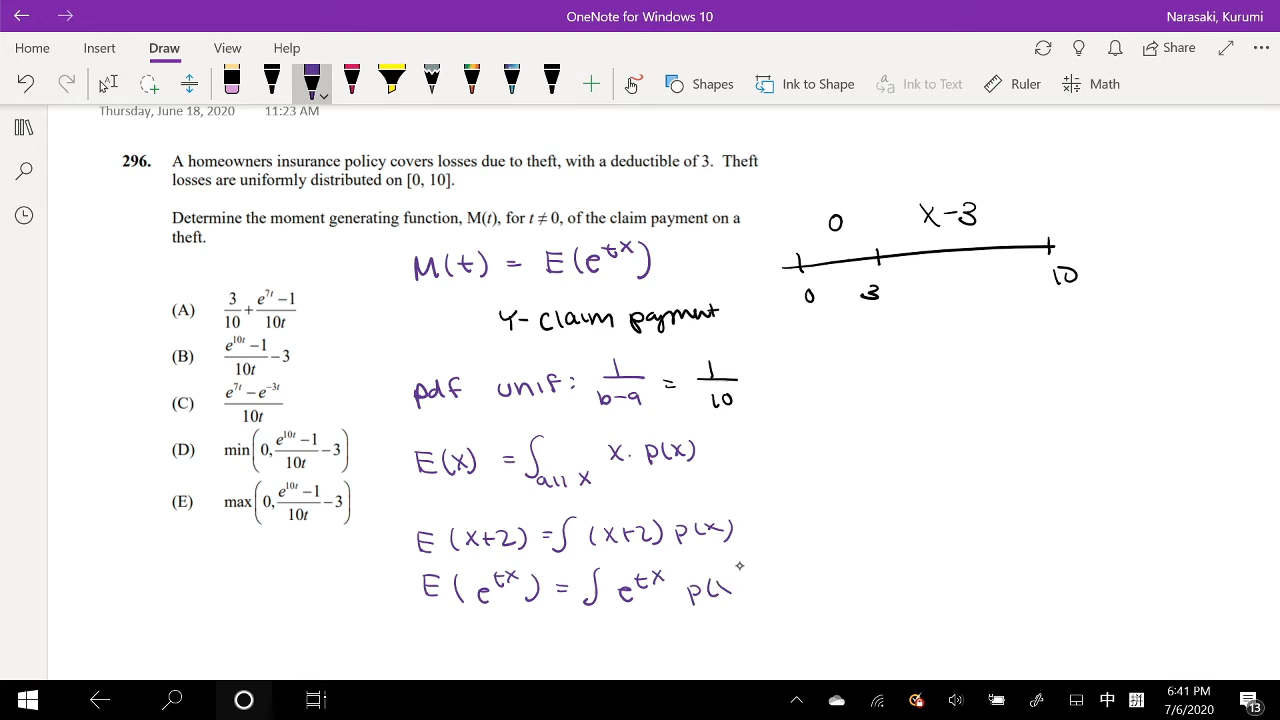 OneNote for Windows 10
Narasaki, Kurumi
Home Insert Draw View Help
Share
Shapes Ink to Shape Ink to Text Ruler Math
Thursday, June 18, 2020 11:23 AM
296. A homeowners insurance policy covers losses due to theft, with a deductible of 3. Theft
losses are uniformly distributed on [0, 10].
Determine the moment generating function, M(t), for t ≠ 0, of the claim payment on a
theft.
(A) 3/10 + (e^{7t} − 1)/(10t)
(B) (e^{10t} − 1)/(10t) − 3
(C) (e^{7t} − e^{−3t})/(10t)
(D) min(0, (e^{10t} − 1)/(10t) − 3)
(E) max(0, (e^{10t} − 1)/(10t) − 3)
M(t) = E(e^{tx})
Y- claim payment
pdf unif: 1/(b-a) = 1/10
E(x) = ∫_{all x} x. p(x)
E (x+2) = ∫ (x+2) p(x)
E ( e^{tx} ) = ∫ e^{tx} p(
0 x-3
0 3 10
中
拼
6:41 PM
7/6/2020
13